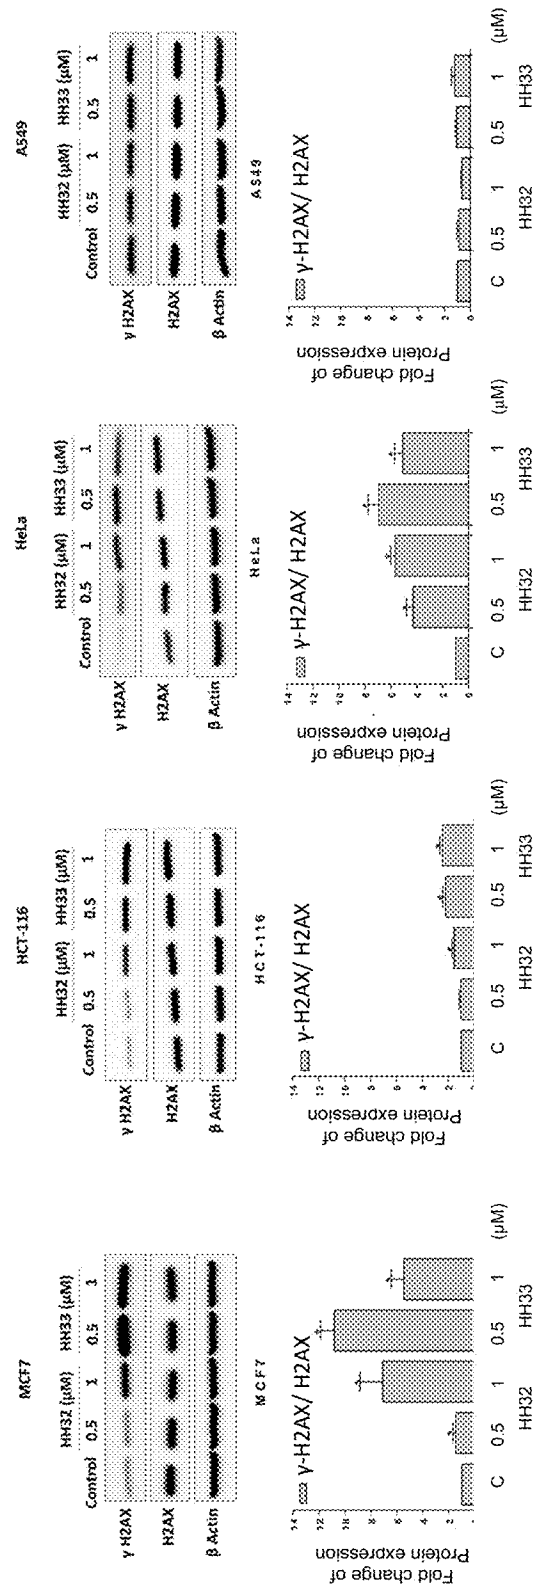 MCF7
HH32 (μM) HH33 (μM)
Control 0.5 1 0.5 1
γ H2AX
H2AX
β Actin
MCF7
γ-H2AX/ H2AX
Fold change of
Protein expression
C 0.5 1 0.5 1 (μM)
HH32 HH33
HCT-116
HH32 (μM) HH33 (μM)
Control 0.5 1 0.5 1
γ H2AX
H2AX
β Actin
HCT-116
γ-H2AX/ H2AX
Fold change of
Protein expression
C 0.5 1 0.5 1 (μM)
HH32 HH33
HeLa
HH32 (μM) HH33 (μM)
Control 0.5 1 0.5 1
γ H2AX
H2AX
β Actin
HeLa
γ-H2AX/ H2AX
Fold change of
Protein expression
C 0.5 1 0.5 1 (μM)
HH32 HH33
A549
HH32 (μM) HH33 (μM)
Control 0.5 1 0.5 1
γ H2AX
H2AX
β Actin
A549
γ-H2AX/ H2AX
Fold change of
Protein expression
C 0.5 1 0.5 1 (μM)
HH32 HH33